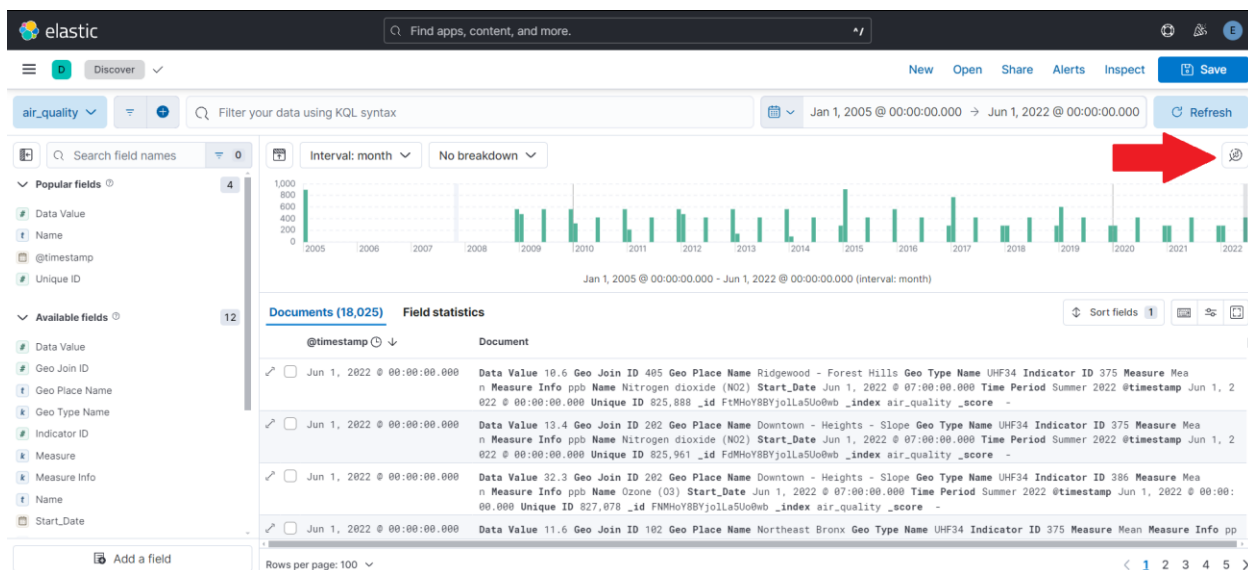 elastic
Find apps, content, and more.
^/
E
D
Discover
New
Open
Share
Alerts
Inspect
Save
air_quality
Filter your data using KQL syntax
Jan 1, 2005 @ 00:00:00.000 → Jun 1, 2022 @ 00:00:00.000
Refresh
Search field names
0
Interval: month
No breakdown
Popular fields
4
# Data Value
t Name
@timestamp
# Unique ID
Available fields
12
# Data Value
# Geo Join ID
t Geo Place Name
k Geo Type Name
# Indicator ID
k Measure
k Measure Info
t Name
Start_Date
Add a field
1,000
800
600
400
200
0
2005 2006 2007 2008 2009 2010 2011 2012 2013 2014 2015 2016 2017 2018 2019 2020 2021 2022
Jan 1, 2005 @ 00:00:00.000 - Jun 1, 2022 @ 00:00:00.000 (interval: month)
Documents (18,025)
Field statistics
Sort fields 1
@timestamp
Document
Jun 1, 2022 @ 00:00:00.000
Data Value 10.6 Geo Join ID 405 Geo Place Name Ridgewood - Forest Hills Geo Type Name UHF34 Indicator ID 375 Measure Mea
n Measure Info ppb Name Nitrogen dioxide (NO2) Start_Date Jun 1, 2022 @ 07:00:00.000 Time Period Summer 2022 @timestamp Jun 1, 2
022 @ 00:00:00.000 Unique ID 825,888 _id FtMHoY8BYjolLa5Uo0wb _index air_quality _score -
Jun 1, 2022 @ 00:00:00.000
Data Value 13.4 Geo Join ID 202 Geo Place Name Downtown - Heights - Slope Geo Type Name UHF34 Indicator ID 375 Measure Mea
n Measure Info ppb Name Nitrogen dioxide (NO2) Start_Date Jun 1, 2022 @ 07:00:00.000 Time Period Summer 2022 @timestamp Jun 1, 2
022 @ 00:00:00.000 Unique ID 825,961 _id FdMHoY8BYjolLa5Uo0wb _index air_quality _score -
Jun 1, 2022 @ 00:00:00.000
Data Value 32.3 Geo Join ID 202 Geo Place Name Downtown - Heights - Slope Geo Type Name UHF34 Indicator ID 386 Measure Mea
n Measure Info ppb Name Ozone (O3) Start_Date Jun 1, 2022 @ 07:00:00.000 Time Period Summer 2022 @timestamp Jun 1, 2022 @ 00:00:
00.000 Unique ID 827,078 _id FNMHoY8BYjolLa5Uo0wb _index air_quality _score -
Jun 1, 2022 @ 00:00:00.000
Data Value 11.6 Geo Join ID 102 Geo Place Name Northeast Bronx Geo Type Name UHF34 Indicator ID 375 Measure Mean Measure Info pp
Rows per page: 100
1 2 3 4 5